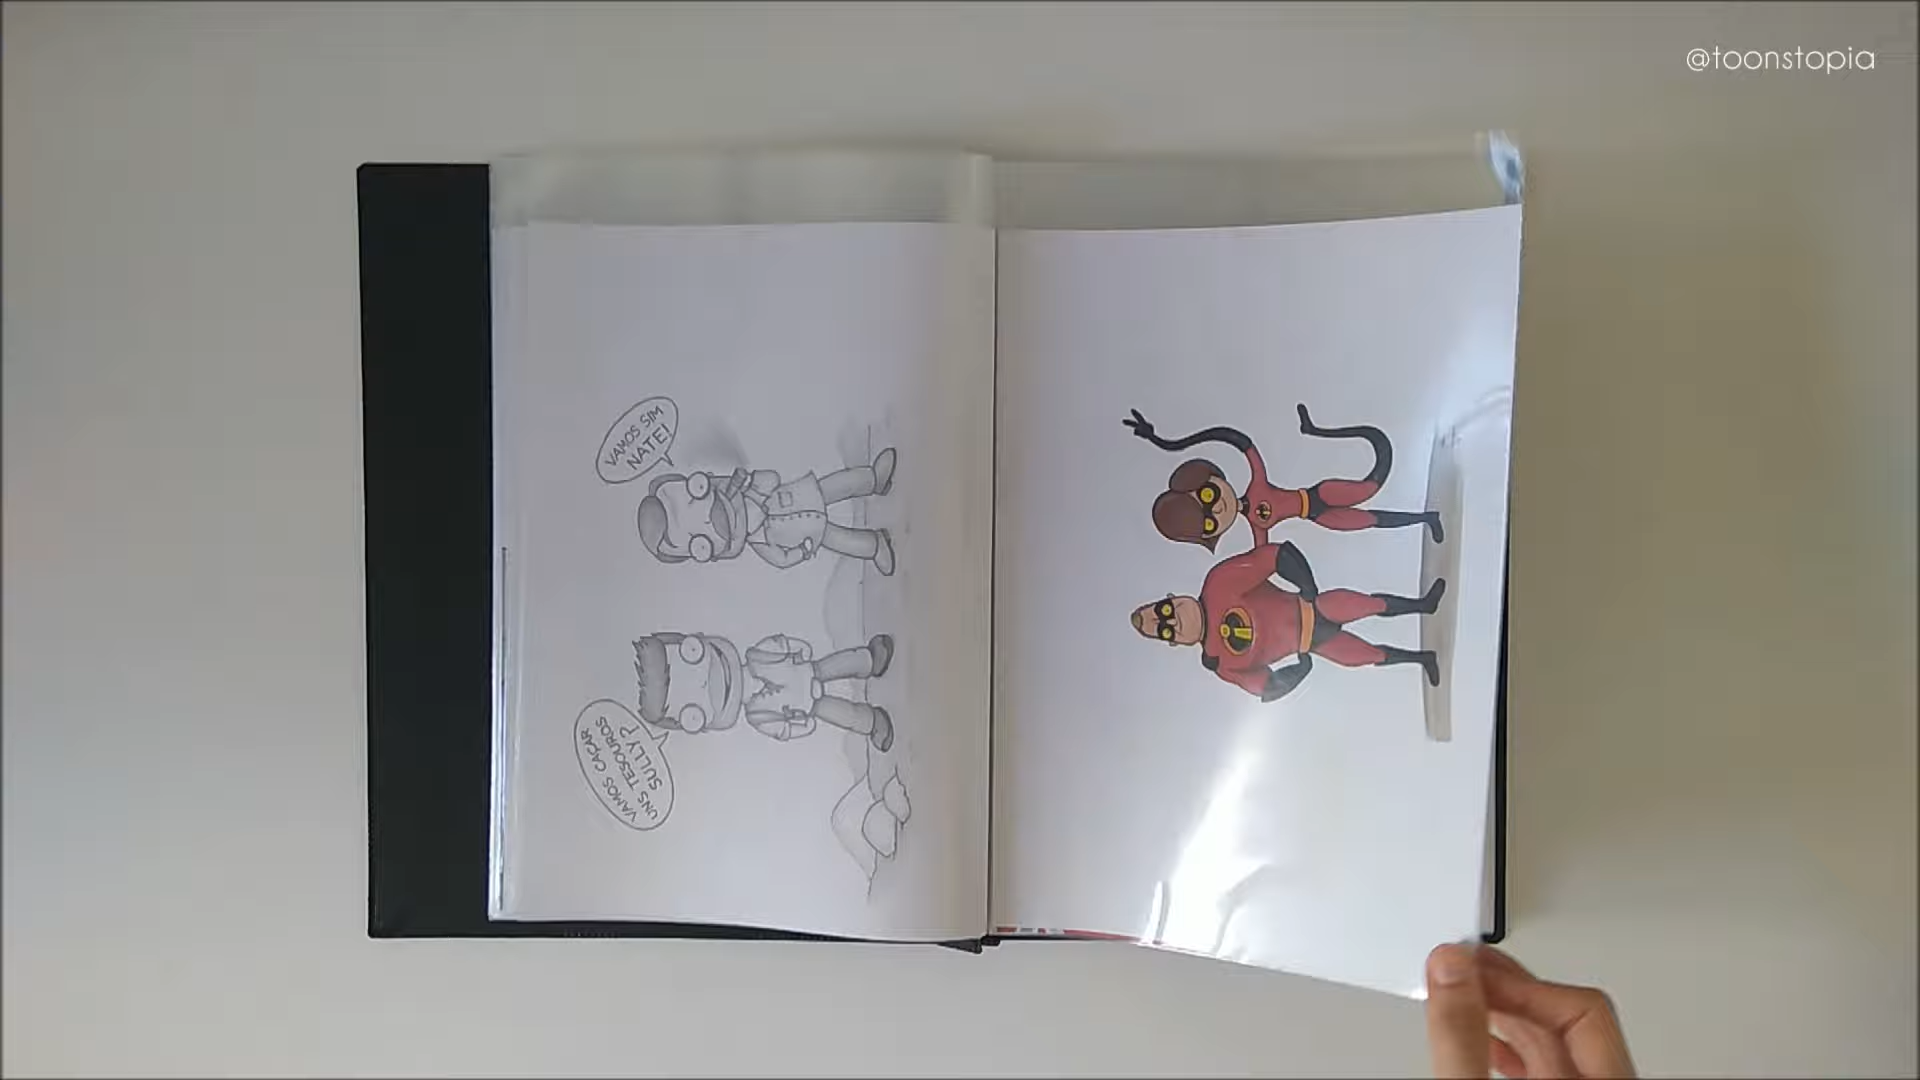 @toonstopia
VAMOS CAÇAR
UNS TESOUROS
SULLY?
VAMOS SIM
NATE!